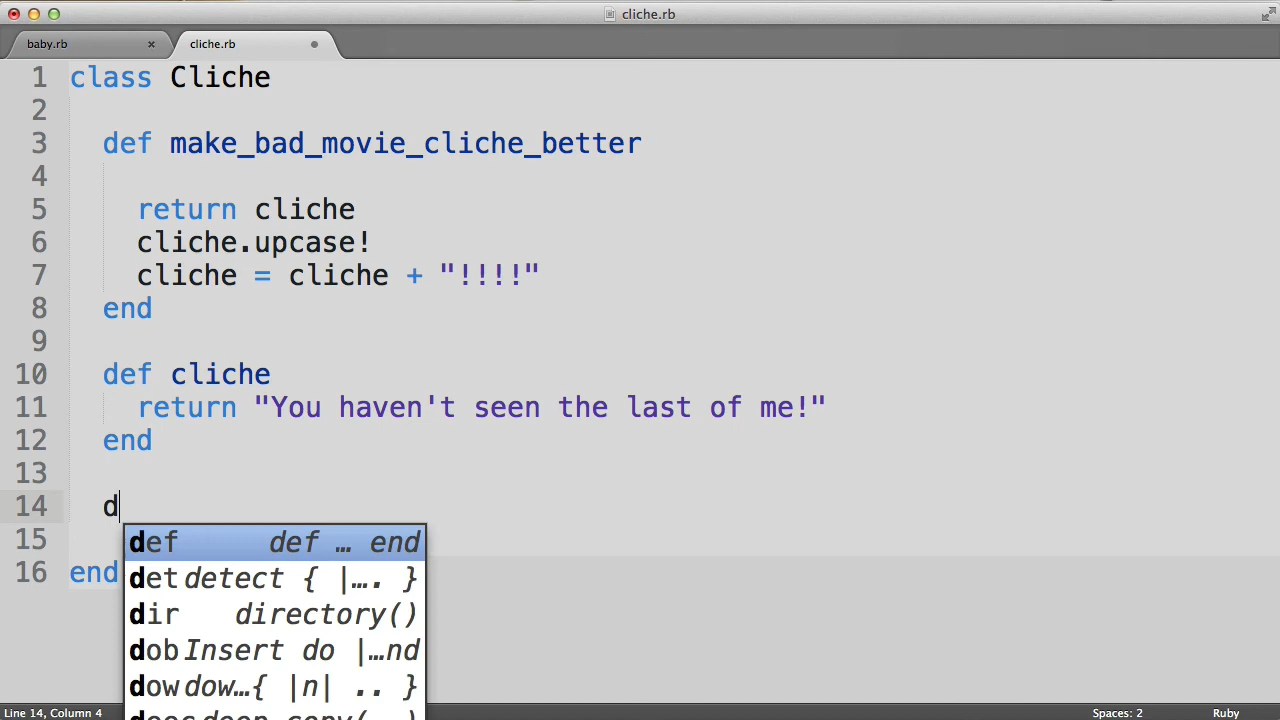 cliche.rb
baby.rb × cliche.rb
1 class Cliche
2
3 def make_bad_movie_cliche_better
4
5 return cliche
6 cliche.upcase!
7 cliche = cliche + "!!!!"
8 end
9
10 def cliche
11 return "You haven't seen the last of me!"
12 end
13
14 d
15
16 end
def def … end
det detect { |…. }
dir directory()
dob Insert do |…nd
dow dow…{ |n| .. }
Line 14, Column 4 Spaces: 2 Ruby